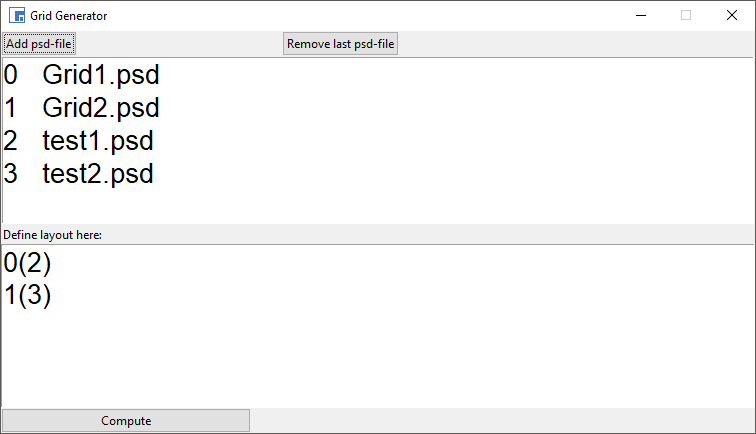 Grid Generator
Add psd-file Remove last psd-file
0 Grid1.psd
1 Grid2.psd
2 test1.psd
3 test2.psd
Define layout here:
0(2)
1(3)
Compute